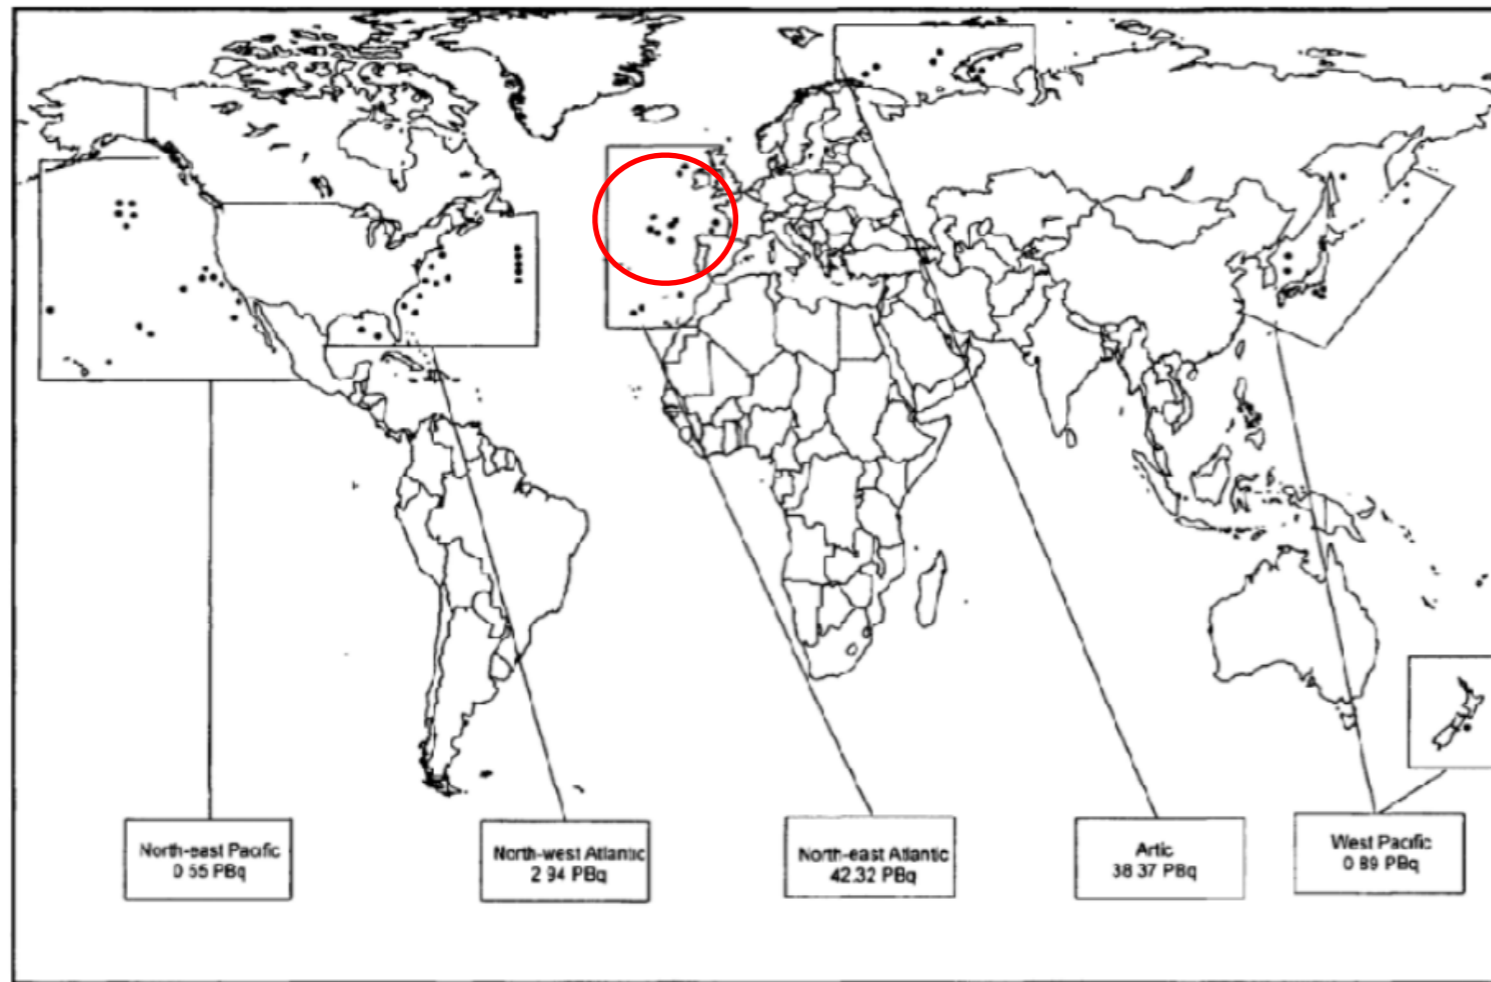 North-east Pacific
0 55 PBq
North-west Atlantic
2 94 PBq
North-east Atlantic
42.32 PBq
Artic
38 37 PBq
West Pacific
0 89 PBq